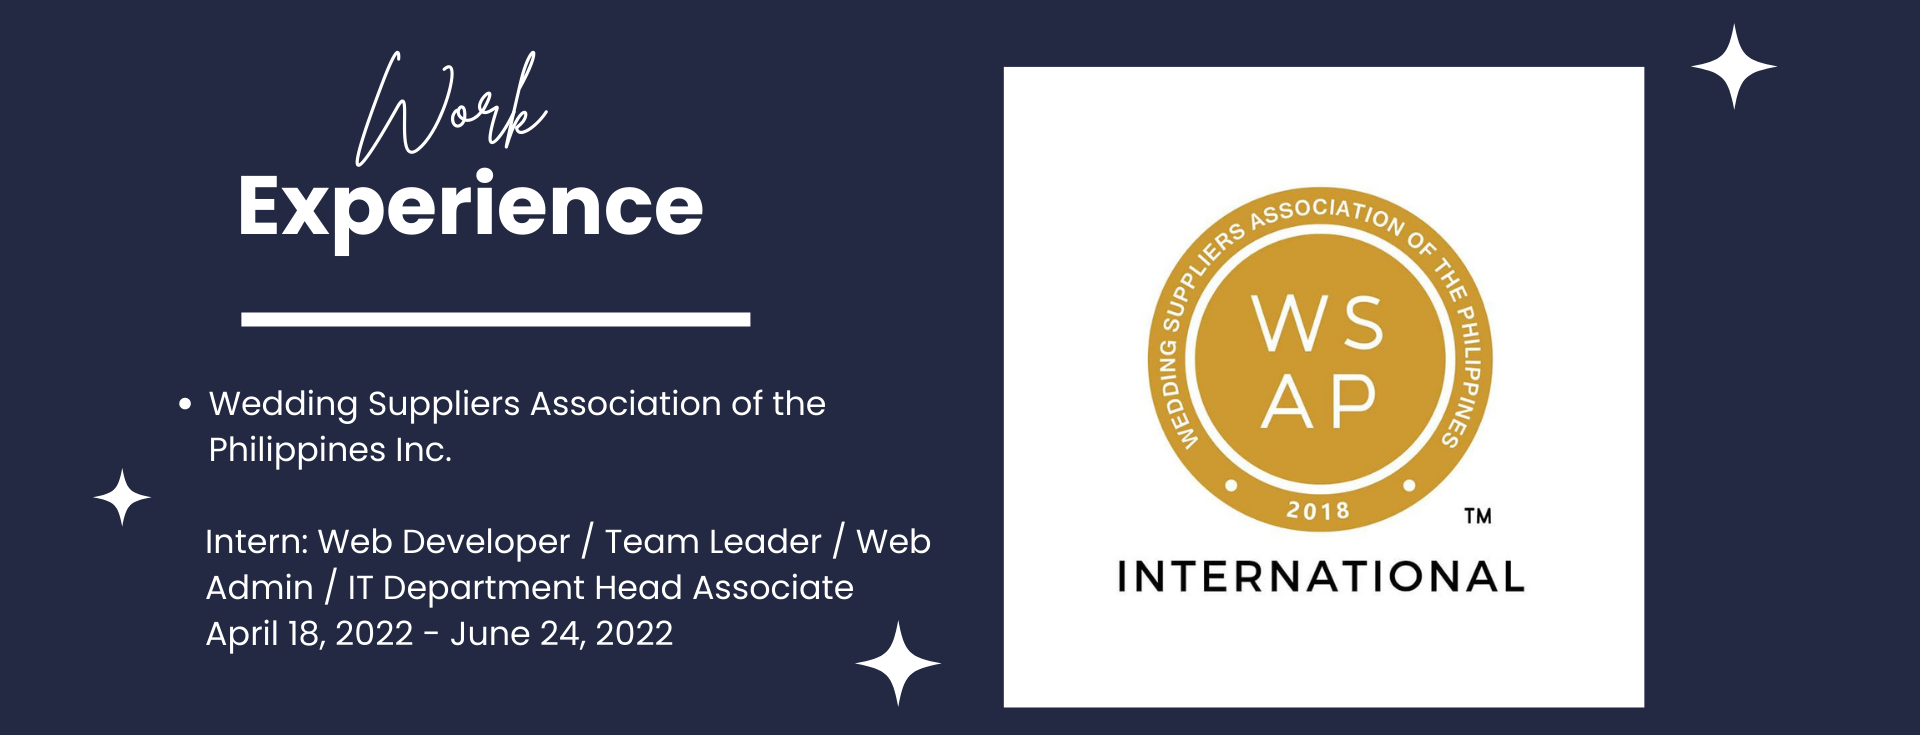 Work
Experience
• Wedding Suppliers Association of the
Philippines Inc.
Intern: Web Developer / Team Leader / Web
Admin / IT Department Head Associate
April 18, 2022 - June 24, 2022
WEDDING SUPPLIERS ASSOCIATION OF THE PHILIPPINES
WS
AP
2018
TM
INTERNATIONAL